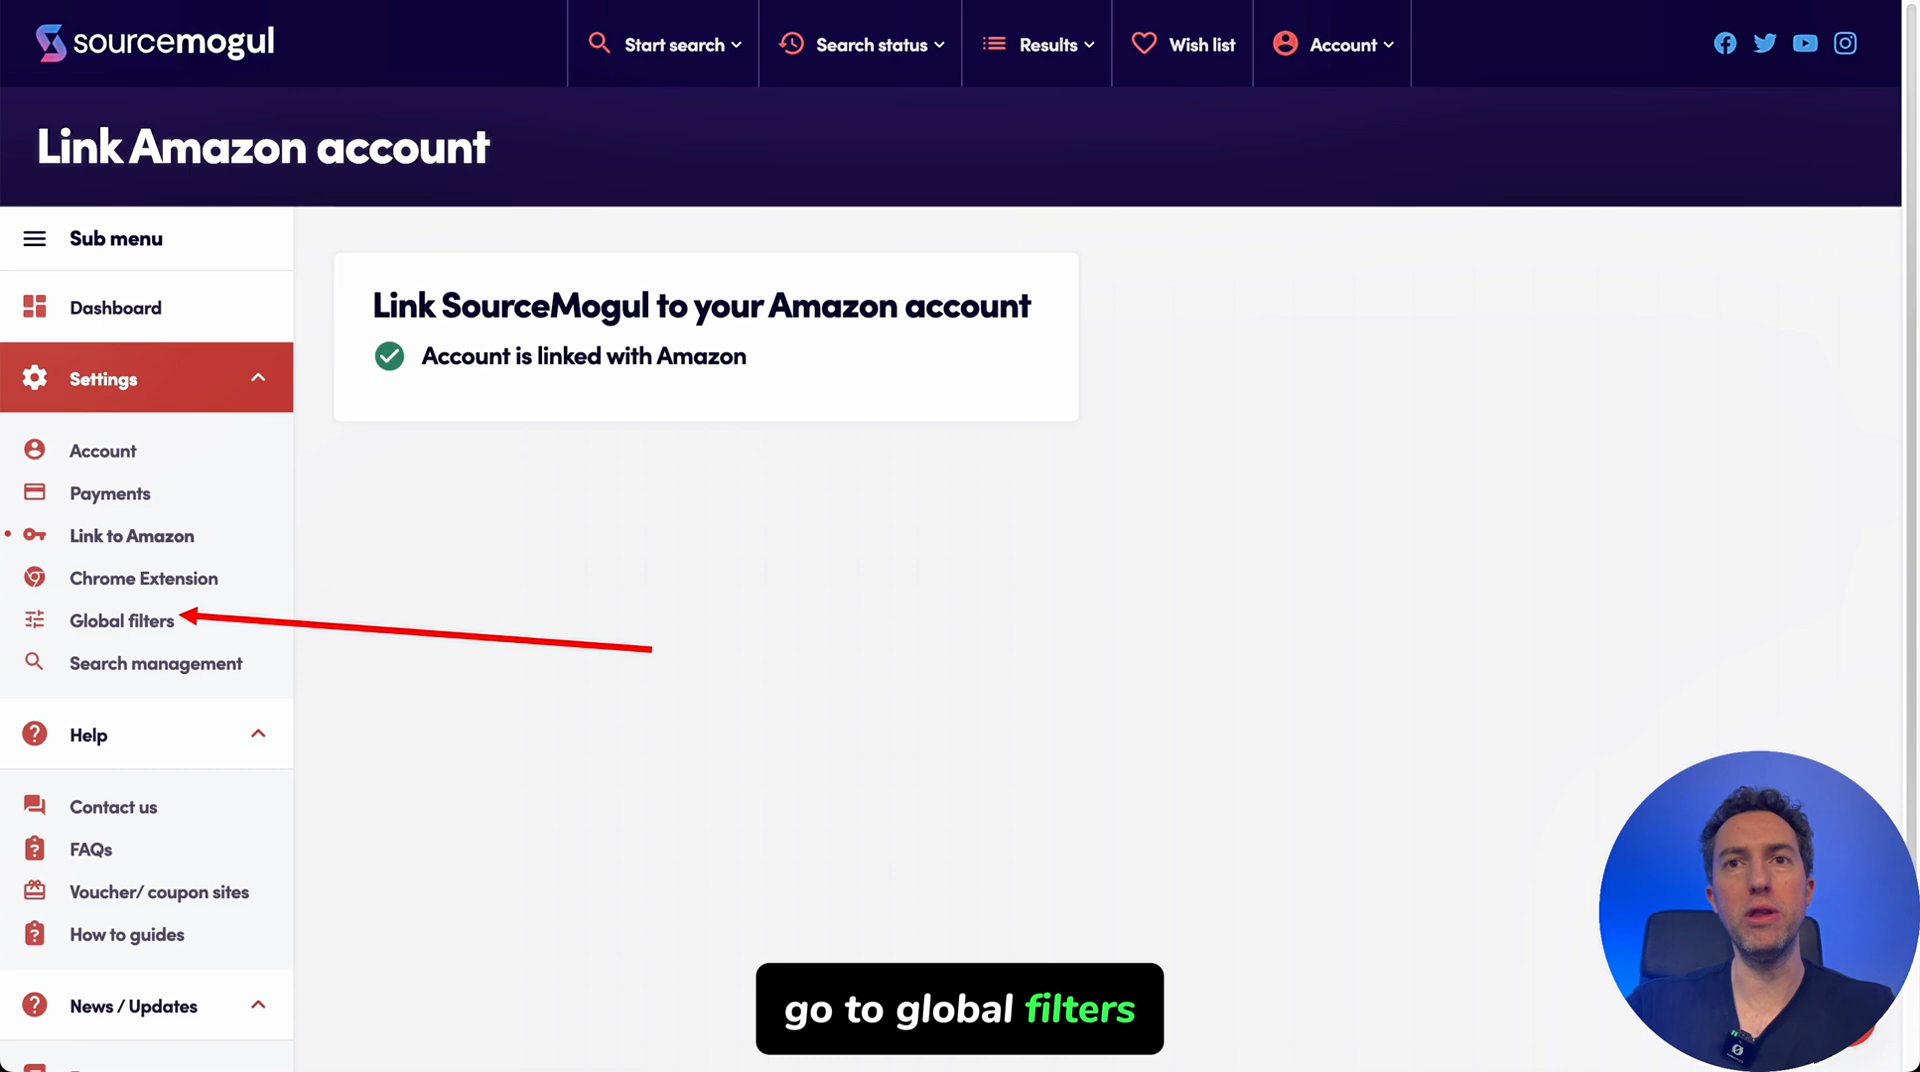 sourcemogul
Start search
Search status
Results
Wish list
Account
Link Amazon account
Sub menu
Dashboard
Settings
Account
Payments
Link to Amazon
Chrome Extension
Global filters
Search management
Help
Contact us
FAQs
Voucher/ coupon sites
How to guides
News / Updates
Link SourceMogul to your Amazon account
Account is linked with Amazon
go to global filters